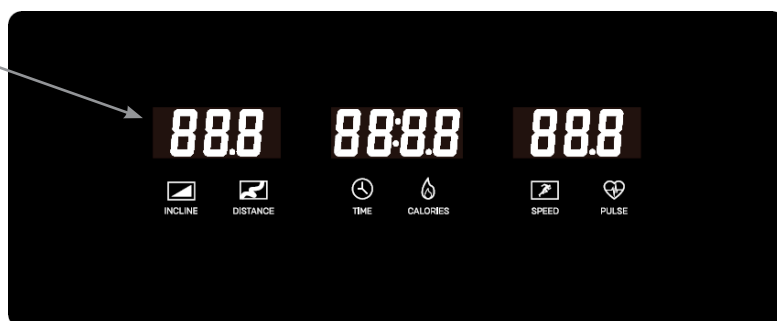 88.8 88:8.8 88.8
INCLINE DISTANCE TIME CALORIES SPEED PULSE